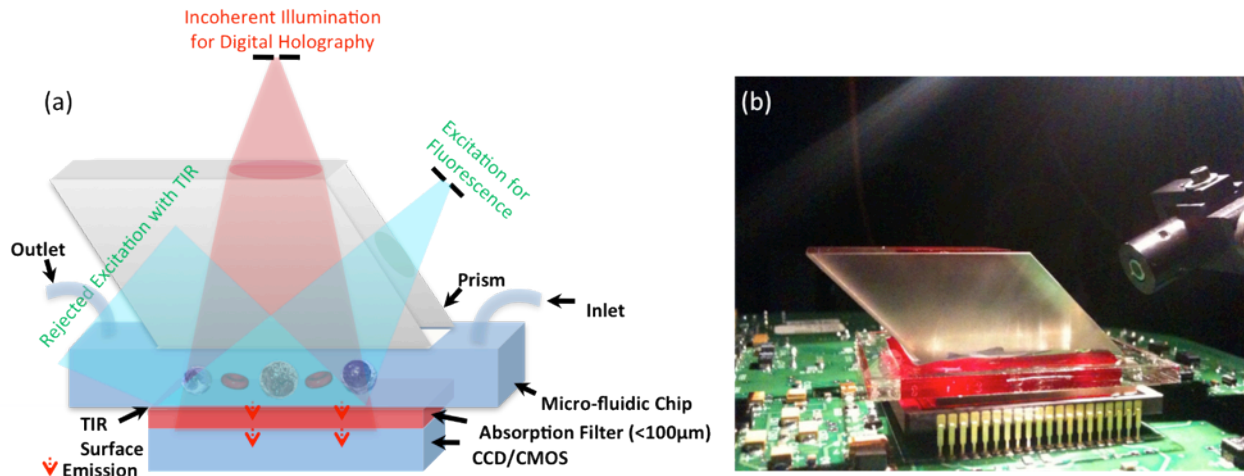 Incoherent Illumination
for Digital Holography
(a)
Excitation for
Fluorescence
Rejected Excitation with TIR
Outlet
Prism
Inlet
Micro-fluidic Chip
TIR
Surface
Absorption Filter (<100μm)
CCD/CMOS
Emission
(b)